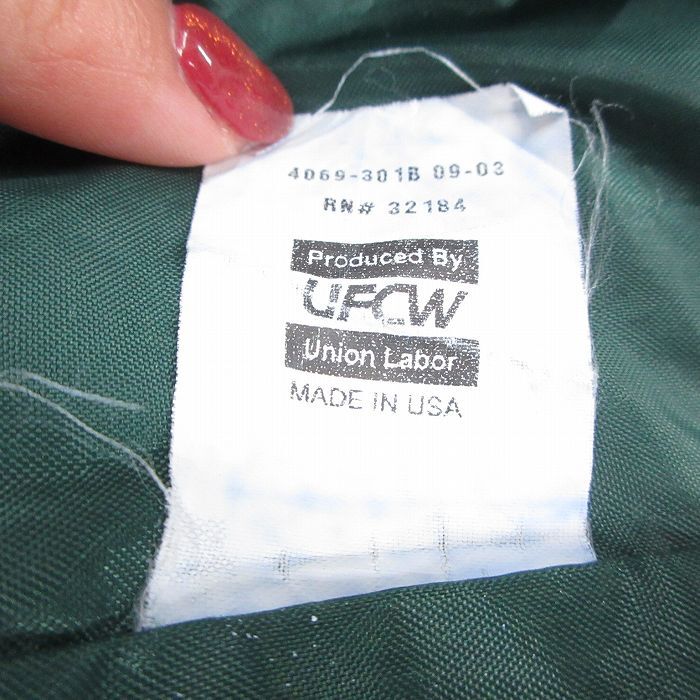 4069-301B 09-03
RN# 32184
Produced By
UFCW
Union Labor
MADE IN USA